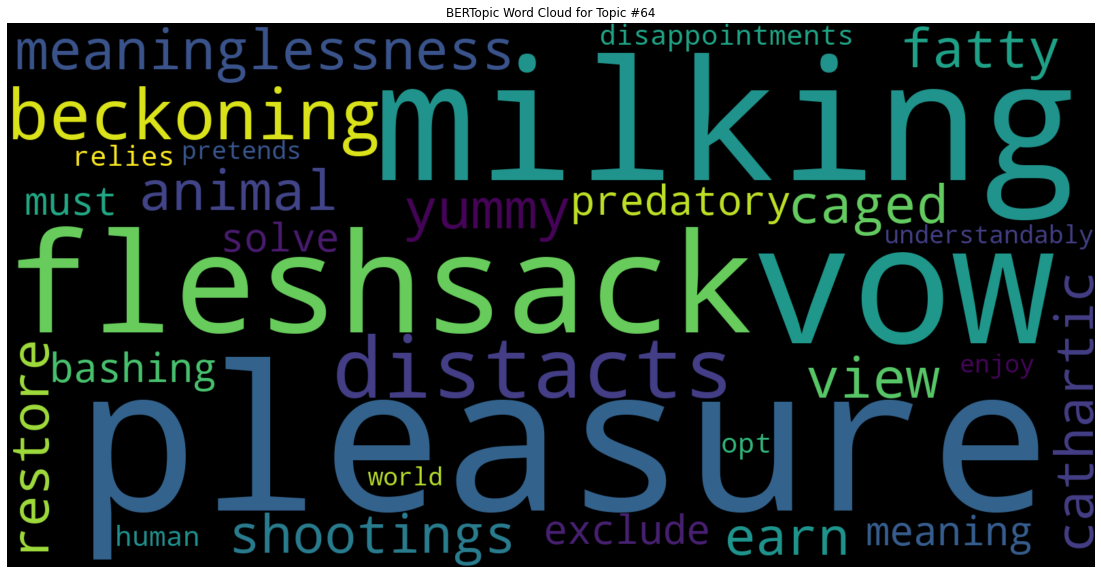 BERTopic Word Cloud for Topic #64
meaninglessness
disappointments
fatty
milking
beckoning
relies
pretends
must
animal
yummy
predatory
caged
solve
understandably
fleshsack
vow
restore
bashing
distacts
view
enjoy
cathartic
pleasure
opt
world
human
shootings
exclude
earn
meaning